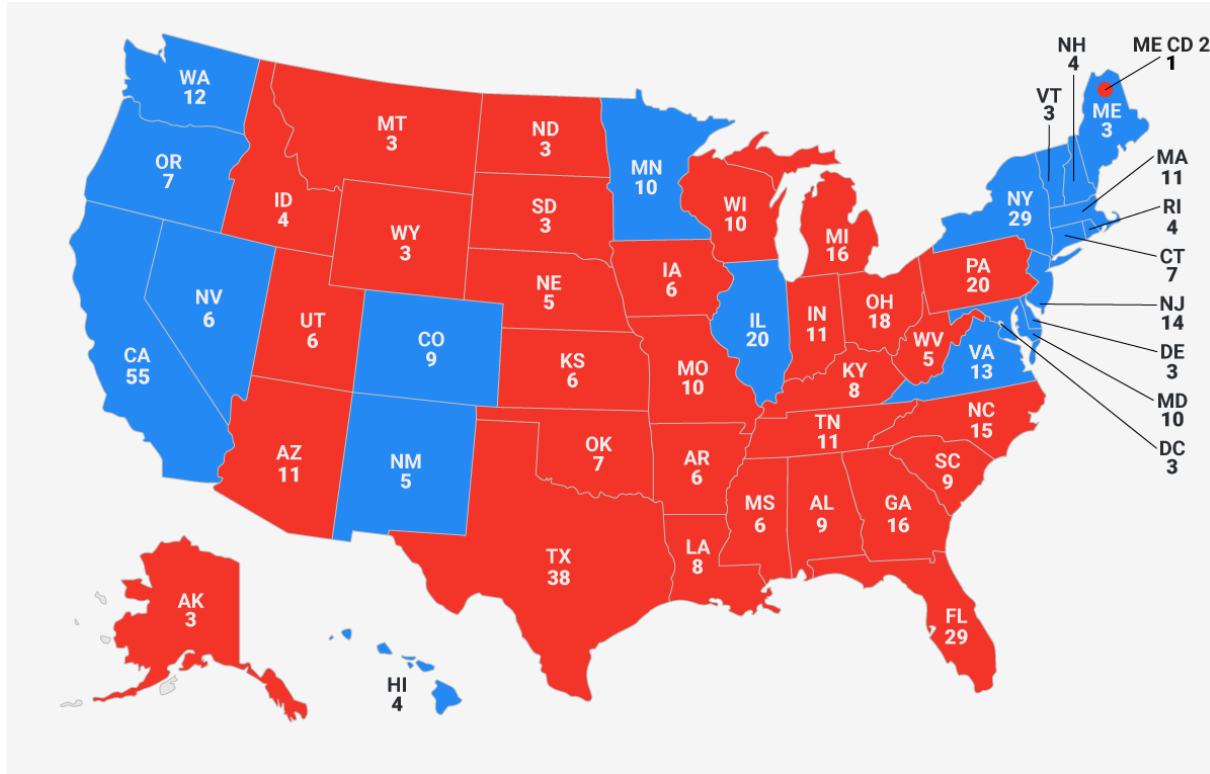 NH
4
ME CD 2
1
WA
12
VT
3
ME
3
MT
3
ND
3
MN
10
OR
7
MA
11
ID
4
SD
3
WI
10
NY
29
RI
4
WY
3
MI
16
CT
7
IA
6
PA
20
NE
5
NV
6
NJ
14
OH
18
IN
11
UT
6
IL
20
CO
9
WV
5
VA
13
DE
3
CA
55
KS
6
MO
10
KY
8
MD
10
NC
15
TN
11
DC
3
AZ
11
OK
7
AR
6
SC
9
NM
5
MS
6
AL
9
GA
16
LA
8
TX
38
AK
3
FL
29
HI
4